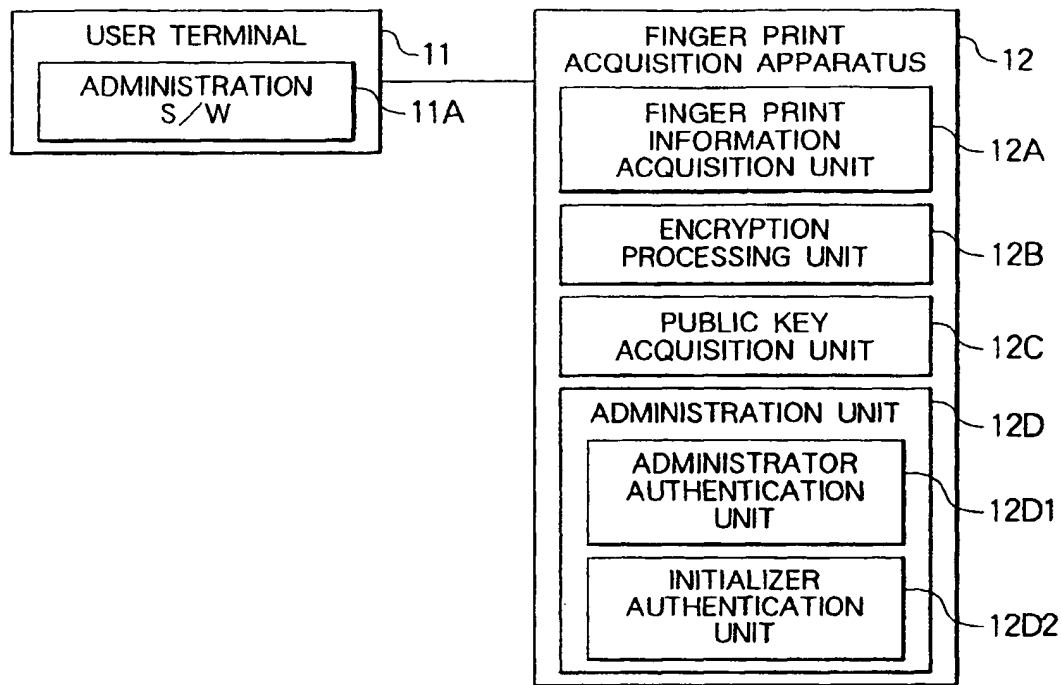 USER TERMINAL
11
ADMINISTRATION
S/W
11A
FINGER PRINT
ACQUISITION APPARATUS
12
FINGER PRINT
INFORMATION
ACQUISITION UNIT
12A
ENCRYPTION
PROCESSING UNIT
12B
PUBLIC KEY
ACQUISITION UNIT
12C
ADMINISTRATION UNIT
12D
ADMINISTRATOR
AUTHENTICATION
UNIT
12D1
INITIALIZER
AUTHENTICATION
UNIT
12D2